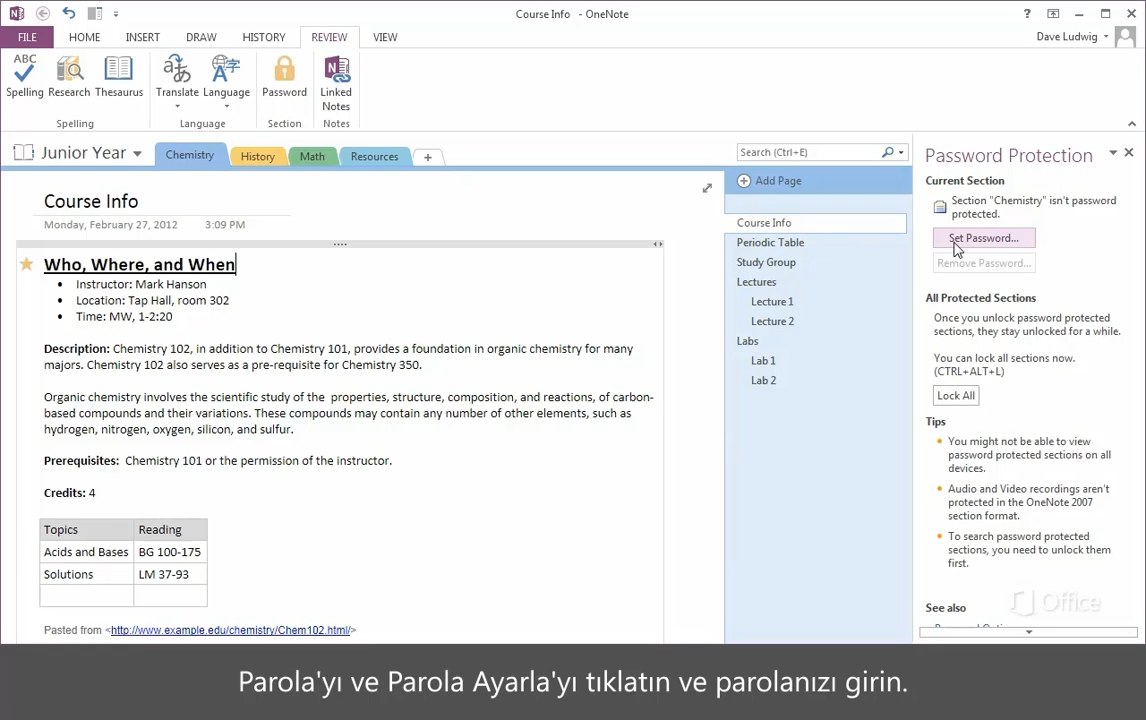 Course Info - OneNote
?
FILE HOME INSERT DRAW HISTORY REVIEW VIEW
Dave Ludwig
ABC
Spelling Research Thesaurus Translate Language Password Linked Notes
Spelling Language Section Notes
Junior Year Chemistry History Math Resources +
Search (Ctrl+E)
Course Info
Monday, February 27, 2012 3:09 PM
Who, Where, and When
• Instructor: Mark Hanson
• Location: Tap Hall, room 302
• Time: MW, 1-2:20
Description: Chemistry 102, in addition to Chemistry 101, provides a foundation in organic chemistry for many
majors. Chemistry 102 also serves as a pre-requisite for Chemistry 350.
Organic chemistry involves the scientific study of the properties, structure, composition, and reactions, of carbon-
based compounds and their variations. These compounds may contain any number of other elements, such as
hydrogen, nitrogen, oxygen, silicon, and sulfur.
Prerequisites: Chemistry 101 or the permission of the instructor.
Credits: 4
Topics Reading
Acids and Bases BG 100-175
Solutions LM 37-93
Pasted from <http://www.example.edu/chemistry/Chem102.html/>
Add Page
Course Info
Periodic Table
Study Group
Lectures
Lecture 1
Lecture 2
Labs
Lab 1
Lab 2
Password Protection
Current Section
Section "Chemistry" isn't password
protected.
Set Password...
Remove Password...
All Protected Sections
Once you unlock password protected
sections, they stay unlocked for a while.
You can lock all sections now.
(CTRL+ALT+L)
Lock All
Tips
• You might not be able to view
password protected sections on all
devices.
• Audio and Video recordings aren't
protected in the OneNote 2007
section format.
• To search password protected
sections, you need to unlock them
first.
Office
See also
Parola'yı ve Parola Ayarla'yı tıklatın ve parolanızı girin.